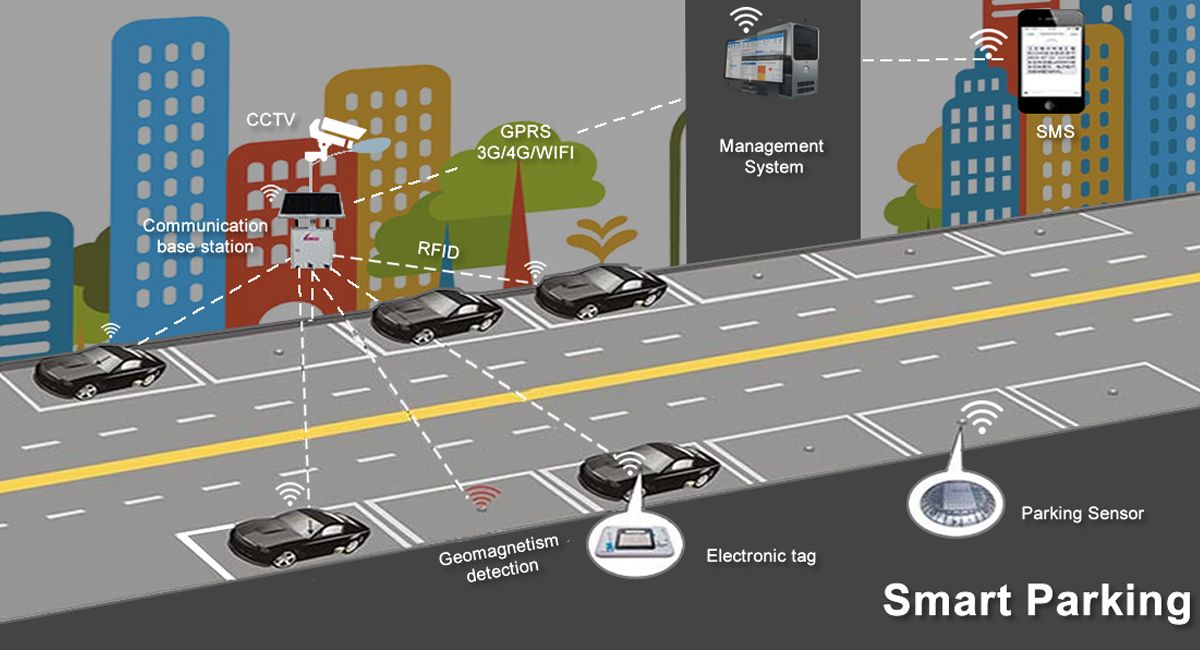 CCTV
GPRS
3G/4G/WIFI
Management
System
SMS
Communication
base station
RFID
Geomagnetism
detection
Electronic tag
Parking Sensor
Smart Parking